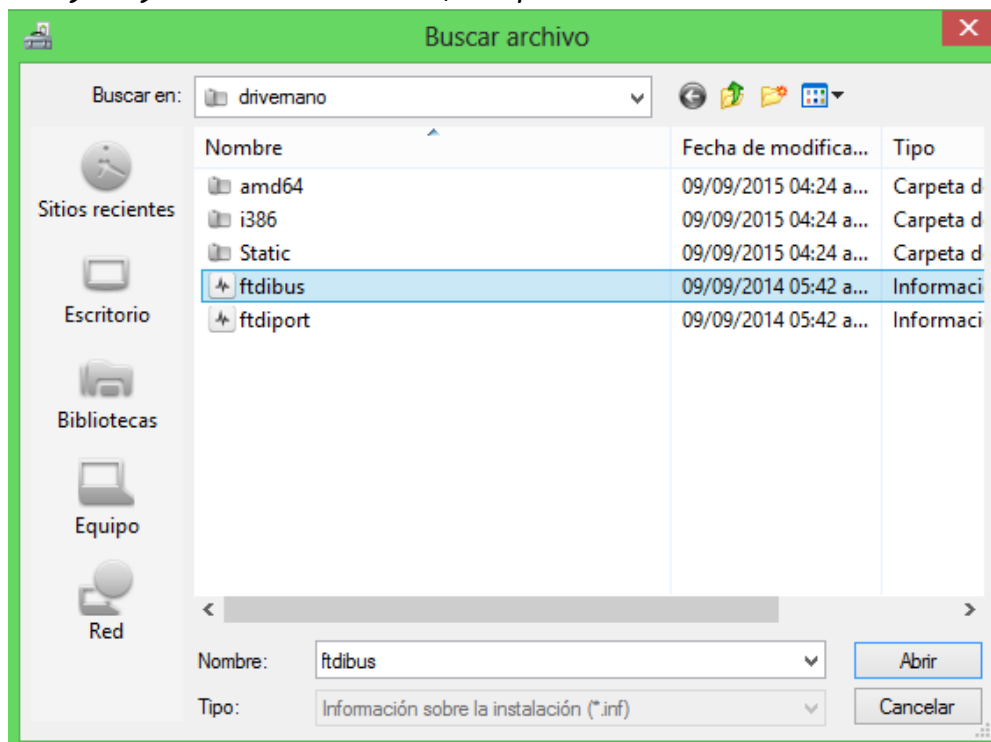 Buscar archivo
Buscar en: drivemano
Nombre Fecha de modifica... Tipo
amd64 09/09/2015 04:24 a... Carpeta d
i386 09/09/2015 04:24 a... Carpeta d
Static 09/09/2015 04:24 a... Carpeta d
ftdibus 09/09/2014 05:42 a... Informaci
ftdiport 09/09/2014 05:42 a... Informaci
Sitios recientes
Escritorio
Bibliotecas
Equipo
Red
Nombre: ftdibus Abrir
Tipo: Información sobre la instalación (*.inf) Cancelar